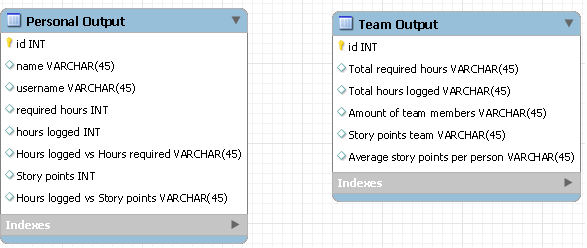 Personal Output
id INT
name VARCHAR(45)
username VARCHAR(45)
required hours INT
hours logged INT
Hours logged vs Hours required VARCHAR(45)
Story points INT
Hours logged vs Story points VARCHAR(45)
Indexes
Team Output
id INT
Total required hours VARCHAR(45)
Total hours logged VARCHAR(45)
Amount of team members VARCHAR(45)
Story points team VARCHAR(45)
Average story points per person VARCHAR(45)
Indexes